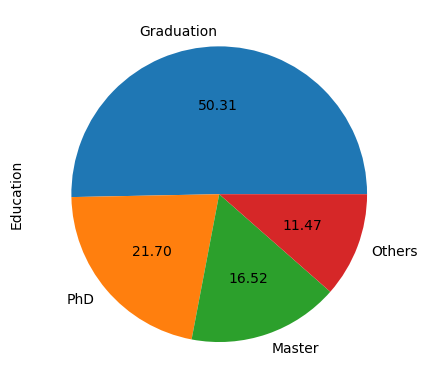 Graduation
50.31
Education
11.47
21.70
Others
16.52
PhD
Master